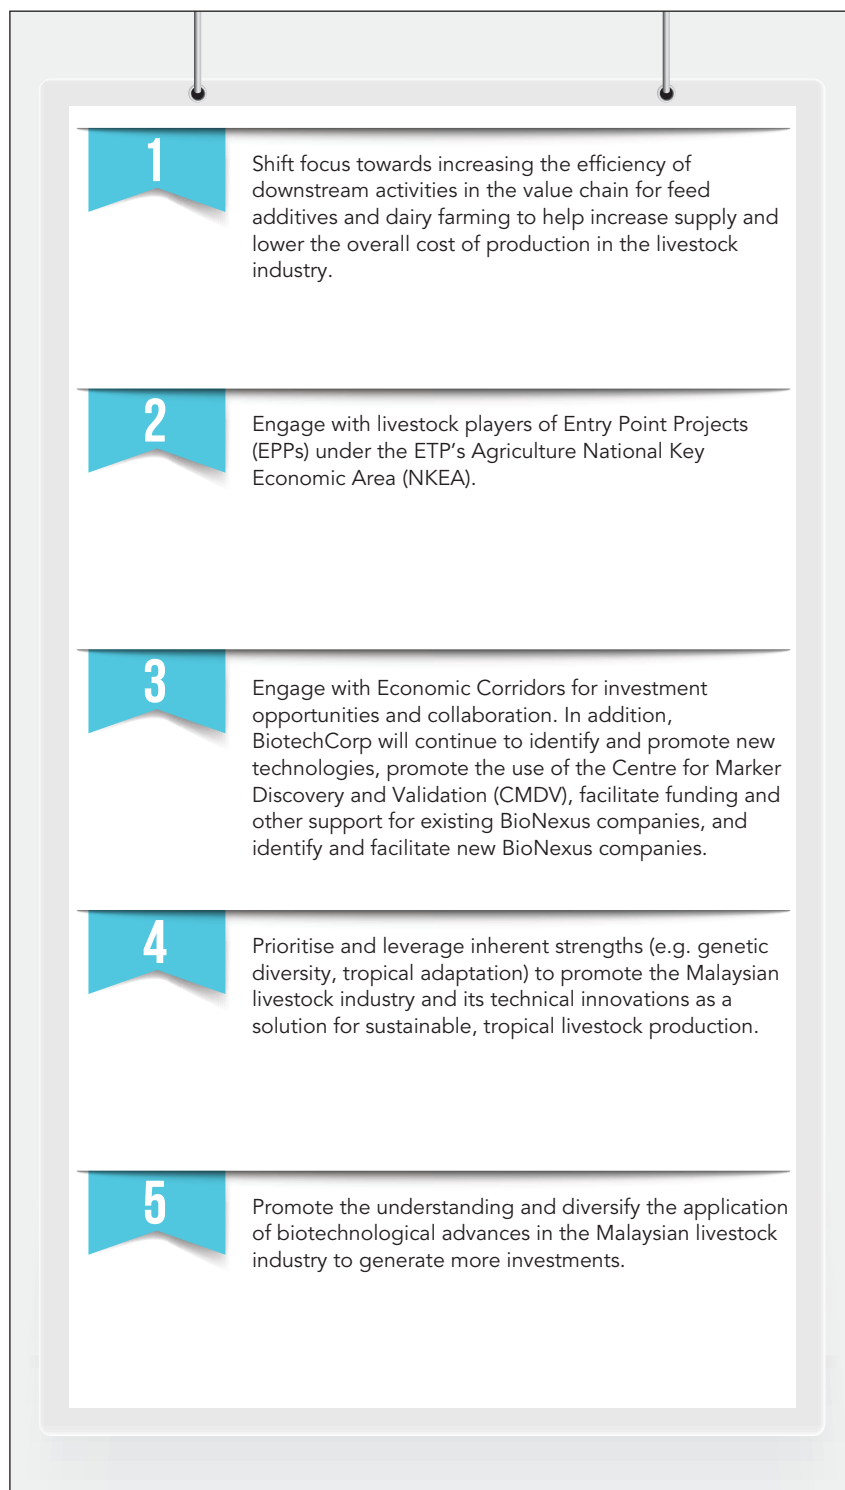 1
Shift focus towards increasing the efficiency of
downstream activities in the value chain for feed
additives and dairy farming to help increase supply and
lower the overall cost of production in the livestock
industry.
2
Engage with livestock players of Entry Point Projects
(EPPs) under the ETP’s Agriculture National Key
Economic Area (NKEA).
3
Engage with Economic Corridors for investment
opportunities and collaboration. In addition,
BiotechCorp will continue to identify and promote new
technologies, promote the use of the Centre for Marker
Discovery and Validation (CMDV), facilitate funding and
other support for existing BioNexus companies, and
identify and facilitate new BioNexus companies.
4
Prioritise and leverage inherent strengths (e.g. genetic
diversity, tropical adaptation) to promote the Malaysian
livestock industry and its technical innovations as a
solution for sustainable, tropical livestock production.
5
Promote the understanding and diversify the application
of biotechnological advances in the Malaysian livestock
industry to generate more investments.